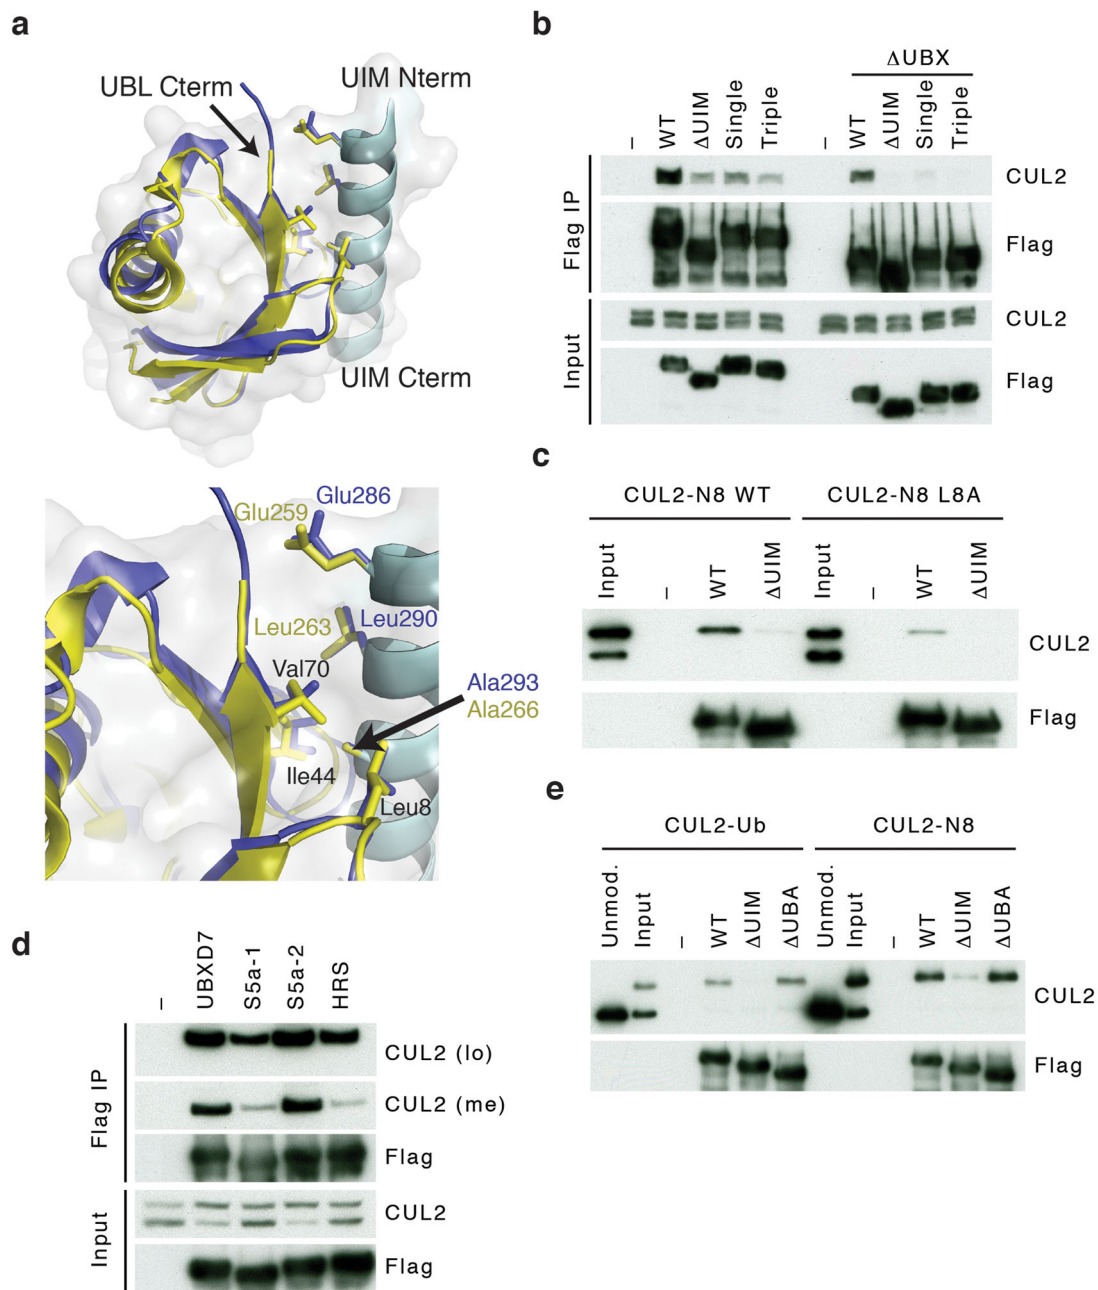 a
UBL Cterm
UIM Nterm
UIM Cterm
Glu286
Glu259
Leu263
Leu290
Val70
Ala293
Ala266
Ile44
Leu8
b
ΔUBX
– WT ΔUIM Single Triple – WT ΔUIM Single Triple
Flag IP
CUL2
Flag
Input
CUL2
Flag
c
CUL2-N8 WT CUL2-N8 L8A
Input – WT ΔUIM Input – WT ΔUIM
CUL2
Flag
d
– UBXD7 S5a-1 S5a-2 HRS
Flag IP
CUL2 (lo)
CUL2 (me)
Flag
Input
CUL2
Flag
e
CUL2-Ub CUL2-N8
Unmod. Input – WT ΔUIM ΔUBA Unmod. Input – WT ΔUIM ΔUBA
CUL2
Flag